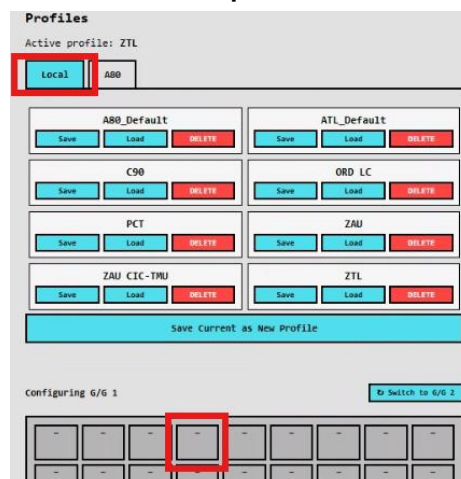 Profiles
Active profile: ZTL
Local A80
A80_Default ATL_Default
Save Load DELETE Save Load DELETE
C90 ORD LC
Save Load DELETE Save Load DELETE
PCT ZAU
Save Load DELETE Save Load DELETE
ZAU CIC-TMU ZTL
Save Load DELETE Save Load DELETE
Save Current as New Profile
Configuring G/G 1 ↻ Switch to G/G 2
- - - - - - - -
- - - - - - - -